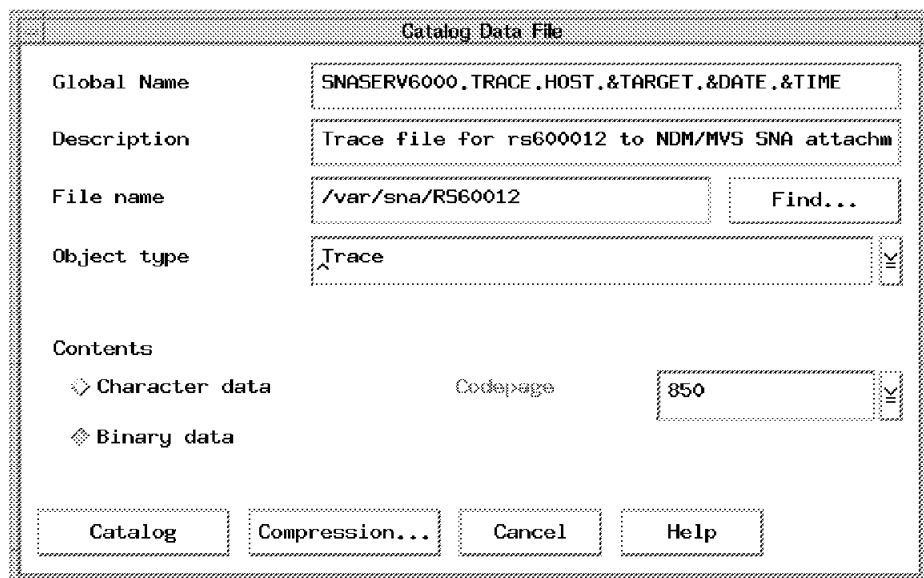 Catalog Data File
Global Name SNASERV6000.TRACE.HOST.&TARGET.&DATE.&TIME
Description Trace file for rs600012 to NDM/MVS SNA attachm
File name /var/sna/RS60012 Find...
Object type Trace
Contents
Character data Codepage 850
Binary data
Catalog Compression... Cancel Help